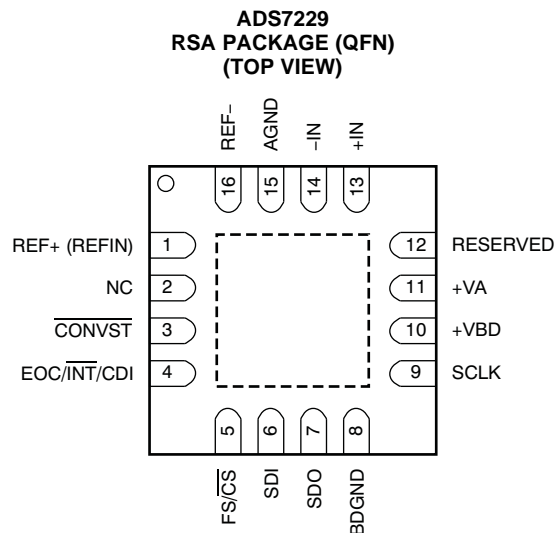 ADS7229
RSA PACKAGE (QFN)
(TOP VIEW)
REF−
AGND
−IN
+IN
16
15
14
13
REF+ (REFIN)
1
12
RESERVED
NC
2
11
+VA
CONVST
3
10
+VBD
EOC/INT/CDI
4
9
SCLK
5
6
7
8
FS/CS
SDI
SDO
BDGND